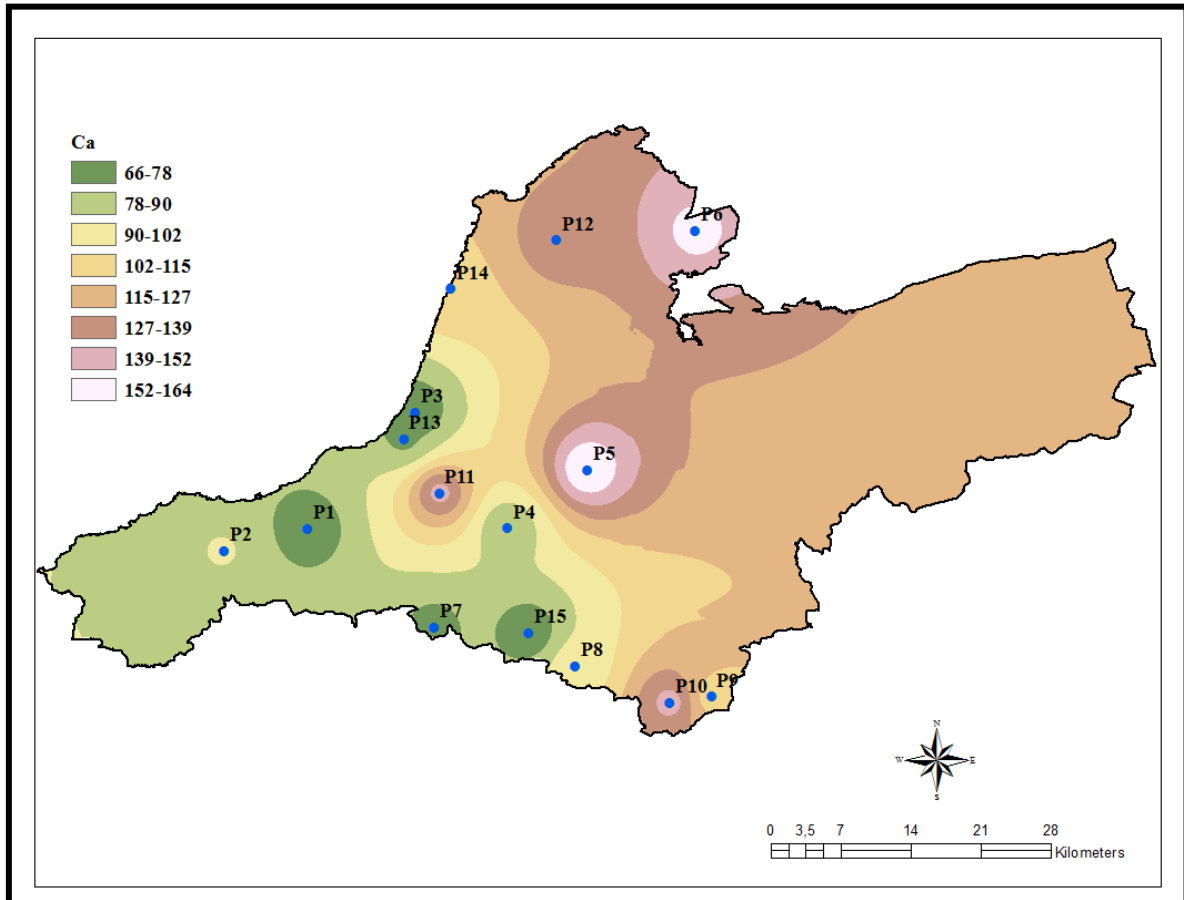 Ca
66-78
78-90
90-102
102-115
115-127
127-139
139-152
152-164
P12
P6
P14
P3
P13
P5
P11
P4
P1
P2
P7
P15
P8
P10
P9
N
W
E
S
0 3,5 7 14 21 28
Kilometers